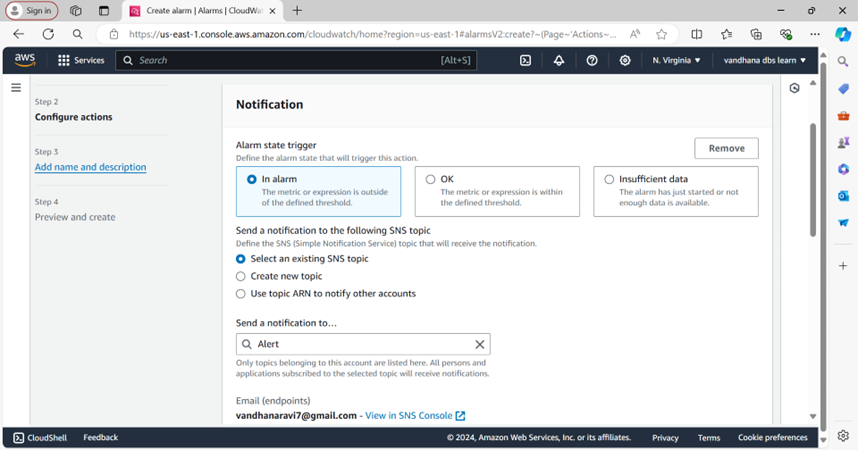 Sign in
Create alarm | Alarms | CloudWat
https://us-east-1.console.aws.amazon.com/cloudwatch/home?region=us-east-1#alarmsV2:create?~(Page~'Actions~...
aws
Services
Search
[Alt+S]
N. Virginia
vandhana dbs learn
Step 2
Configure actions
Step 3
Add name and description
Step 4
Preview and create
Notification
Alarm state trigger
Define the alarm state that will trigger this action.
Remove
In alarm
The metric or expression is outside
of the defined threshold.
OK
The metric or expression is within
the defined threshold.
Insufficient data
The alarm has just started or not
enough data is available.
Send a notification to the following SNS topic
Define the SNS (Simple Notification Service) topic that will receive the notification.
Select an existing SNS topic
Create new topic
Use topic ARN to notify other accounts
Send a notification to…
Alert
Only topics belonging to this account are listed here. All persons and
applications subscribed to the selected topic will receive notifications.
Email (endpoints)
vandhanaravi7@gmail.com - View in SNS Console
CloudShell
Feedback
© 2024, Amazon Web Services, Inc. or its affiliates.
Privacy
Terms
Cookie preferences